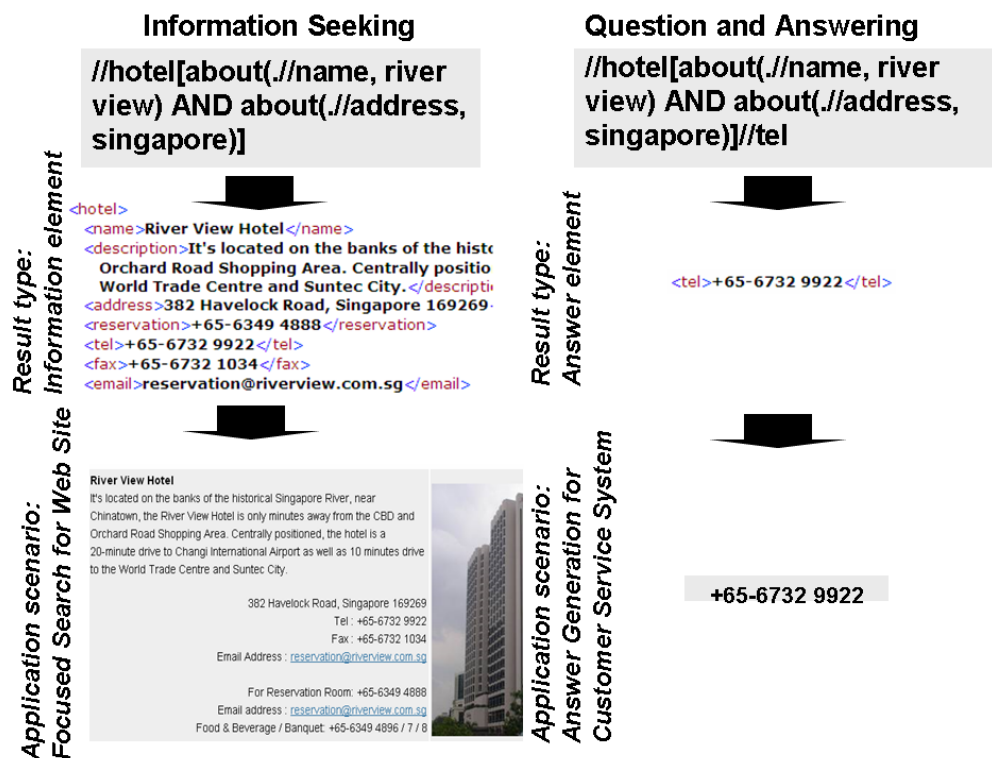 Information Seeking
//hotel[about(.//name, river
view) AND about(.//address,
singapore)]
Result type:
Information element
<hotel>
<name>River View Hotel</name>
<description>It's located on the banks of the histo
Orchard Road Shopping Area. Centrally positio
World Trade Centre and Suntec City.</descripti
<address>382 Havelock Road, Singapore 169269
<reservation>+65-6349 4888</reservation>
<tel>+65-6732 9922</tel>
<fax>+65-6732 1034</fax>
<email>reservation@riverview.com.sg</email>
Application scenario:
Focused Search for Web Site
River View Hotel
It's located on the banks of the historical Singapore River, near
Chinatown, the River View Hotel is only minutes away from the CBD and
Orchard Road Shopping Area. Centrally positioned, the hotel is a
20-minute drive to Changi International Airport as well as 10 minutes drive
to the World Trade Centre and Suntec City.
382 Havelock Road, Singapore 169269
Tel : +65-6732 9922
Fax : +65-6732 1034
Email Address : reservation@riverview.com.sg
For Reservation Room: +65-6349 4888
Email address : reservation@riverview.com.sg
Food & Beverage / Banquet: +65-6349 4896 / 7 / 8
Question and Answering
//hotel[about(.//name, river
view) AND about(.//address,
singapore)]//tel
Result type:
Answer element
<tel>+65-6732 9922</tel>
Application scenario:
Answer Generation for
Customer Service System
+65-6732 9922